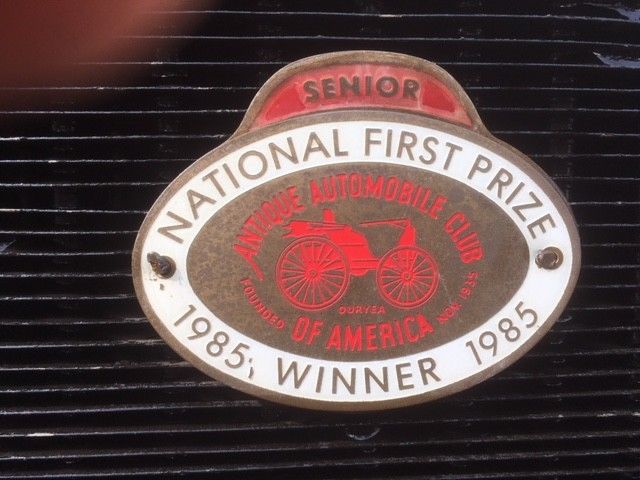 SENIOR
NATIONAL FIRST PRIZE
ANTIQUE AUTOMOBILE CLUB
OF AMERICA
FOUNDED NOV. 1935
DURYEA
1985 WINNER 1985